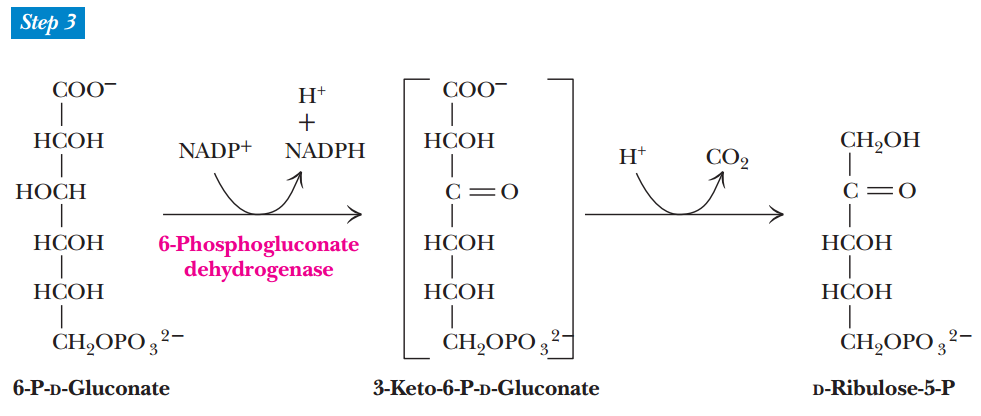 Step 3
COO⁻
HCOH
HOCH
HCOH
HCOH
CH₂OPO₃²⁻
6-P-D-Gluconate
NADP⁺
H⁺
+
NADPH
6-Phosphogluconate
dehydrogenase
COO⁻
HCOH
C=O
HCOH
HCOH
CH₂OPO₃²⁻
3-Keto-6-P-D-Gluconate
H⁺
CO₂
CH₂OH
C=O
HCOH
HCOH
CH₂OPO₃²⁻
D-Ribulose-5-P